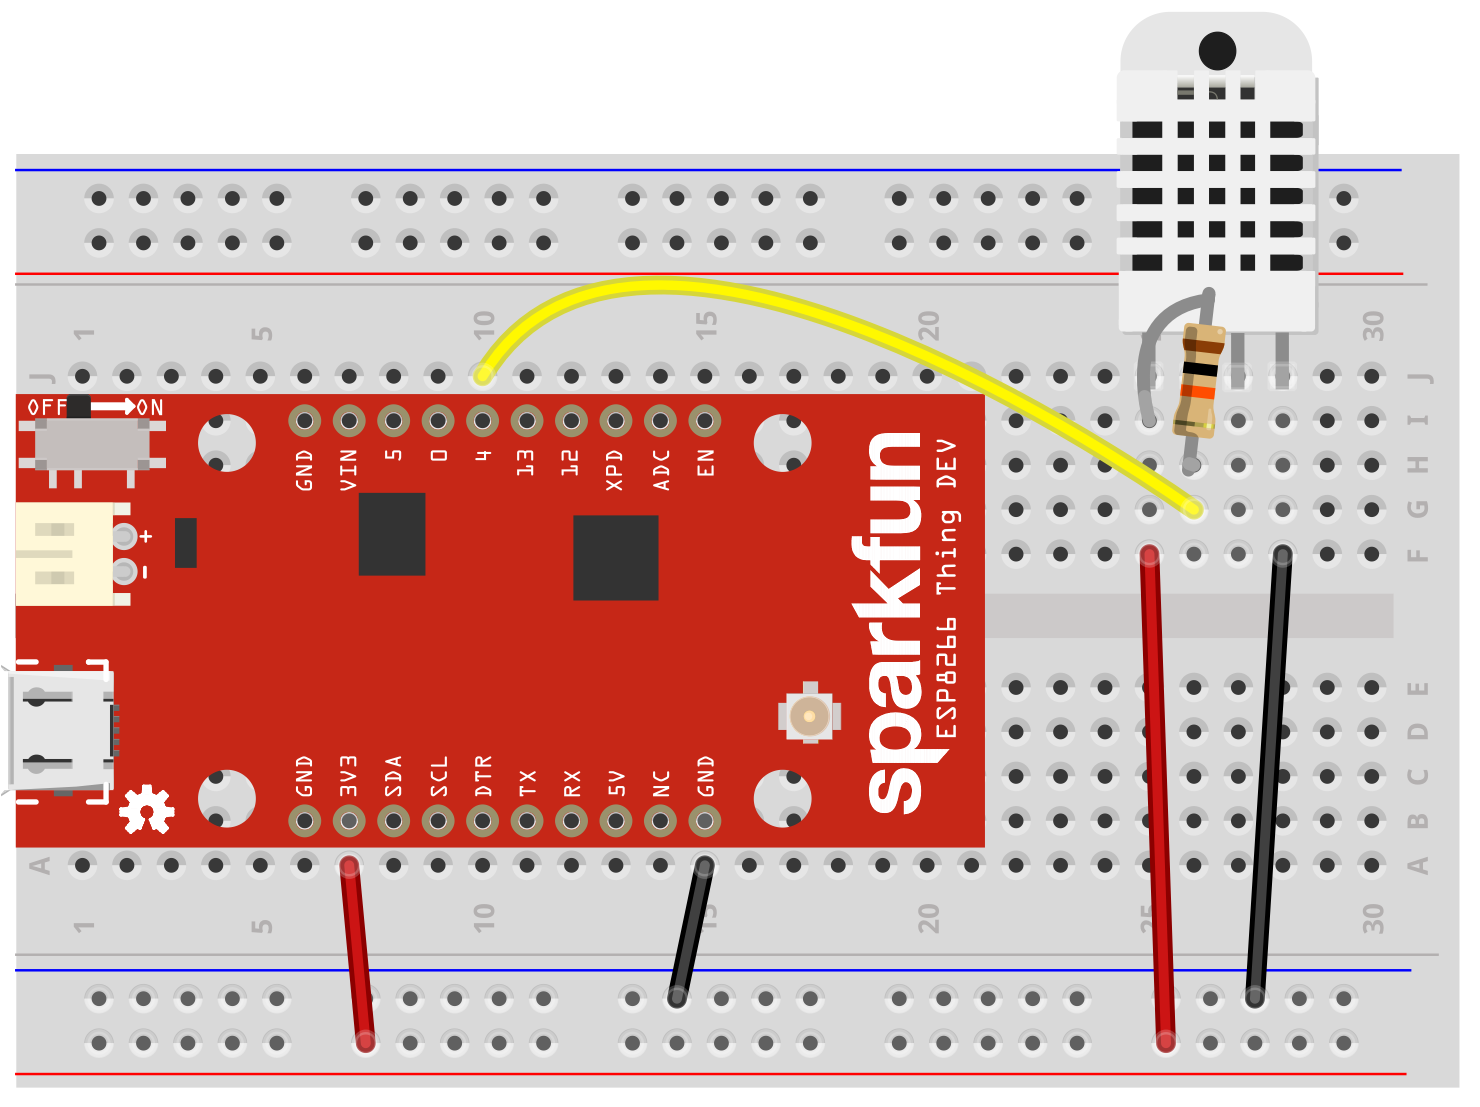 1 5 10 15 20 30
J J
OFF ON
I
GND VIN 5 0 4 13 12 XPD ADC EN
H
G
F
+
-
sparkfun
ESP8266 Thing DEV
E
D
C
GND 3V3 SDA SCL DTR TX RX 5V NC GND
B
A A
1 5 10 15 20 25 30